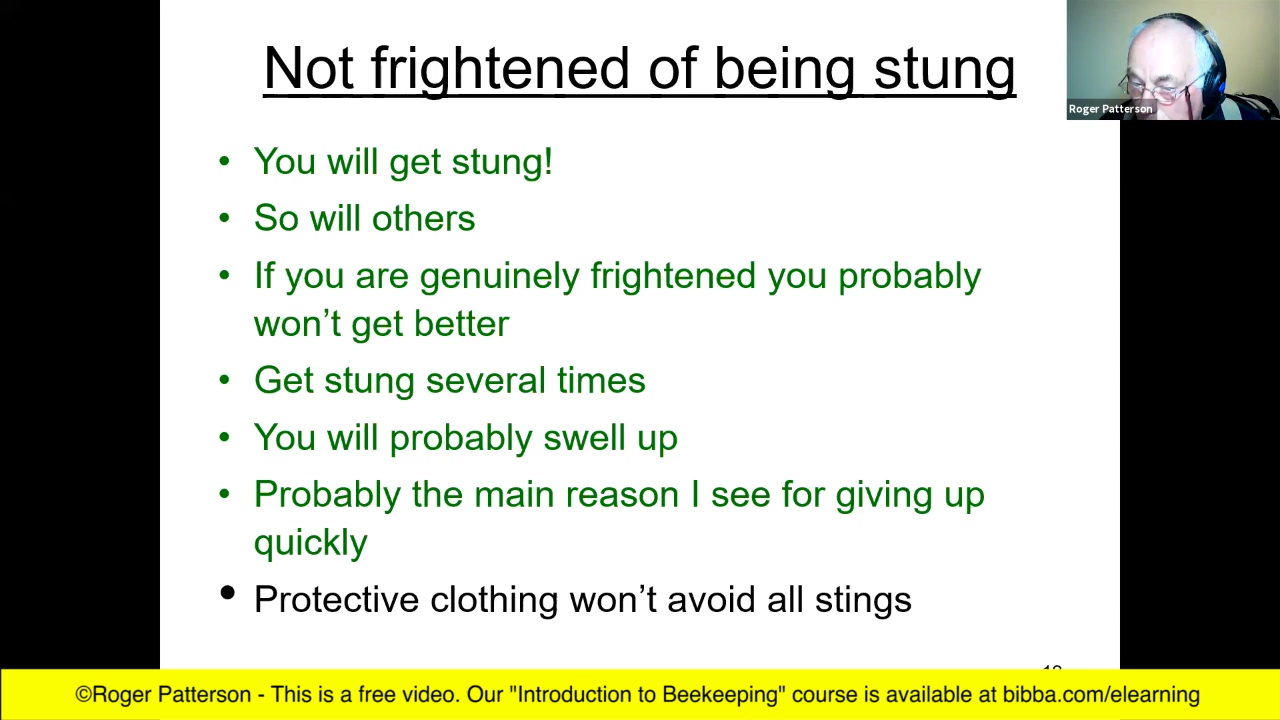 Not frightened of being stung
Roger Patterson
• You will get stung!
• So will others
• If you are genuinely frightened you probably
won’t get better
• Get stung several times
• You will probably swell up
• Probably the main reason I see for giving up
quickly
• Protective clothing won’t avoid all stings
©Roger Patterson - This is a free video. Our "Introduction to Beekeeping" course is available at bibba.com/elearning